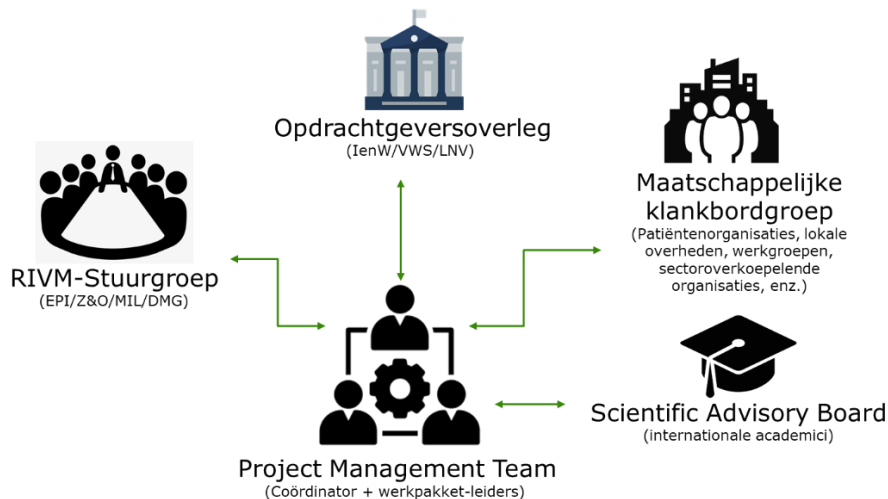 Opdrachtgeversoverleg
(IenW/VWS/LNV)
Maatschappelijke
klankbordgroep
(Patiëntenorganisaties, lokale
overheden, werkgroepen,
sectoroverkoepelende
organisaties, enz.)
RIVM-Stuurgroep
(EPI/Z&O/MIL/DMG)
Scientific Advisory Board
(internationale academici)
Project Management Team
(Coördinator + werkpakket-leiders)